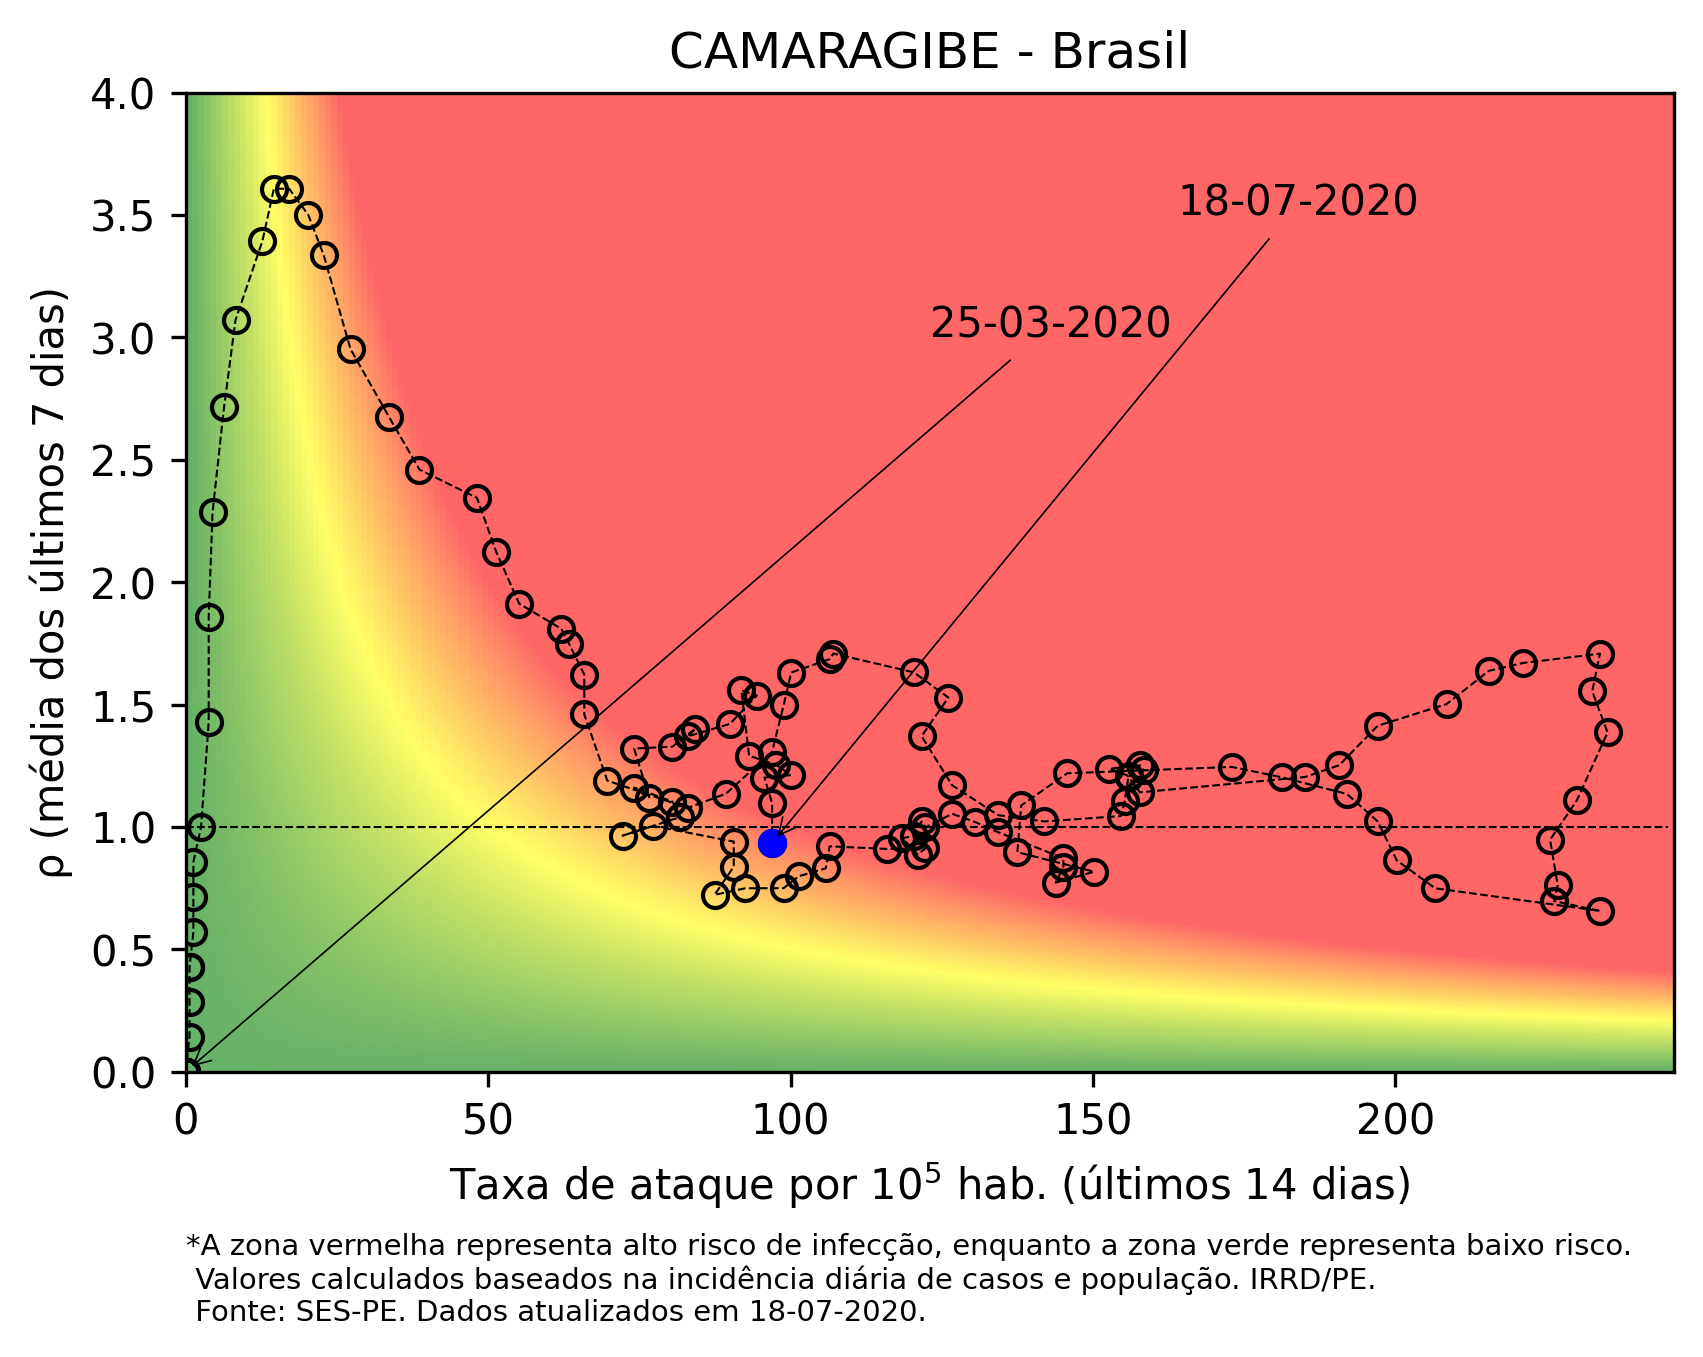 CAMARAGIBE - Brasil
4.0
3.5
3.0
2.5
2.0
1.5
1.0
0.5
0.0
ρ (média dos últimos 7 dias)
18-07-2020
25-03-2020
0 50 100 150 200
Taxa de ataque por 10⁵ hab. (últimos 14 dias)
*A zona vermelha representa alto risco de infecção, enquanto a zona verde representa baixo risco.
Valores calculados baseados na incidência diária de casos e população. IRRD/PE.
Fonte: SES-PE. Dados atualizados em 18-07-2020.